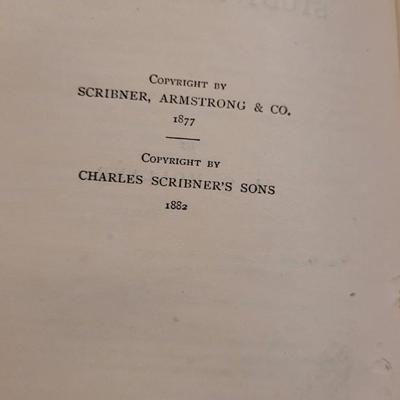 COPYRIGHT BY
SCRIBNER, ARMSTRONG & CO.
1877
COPYRIGHT BY
CHARLES SCRIBNER'S SONS
1882